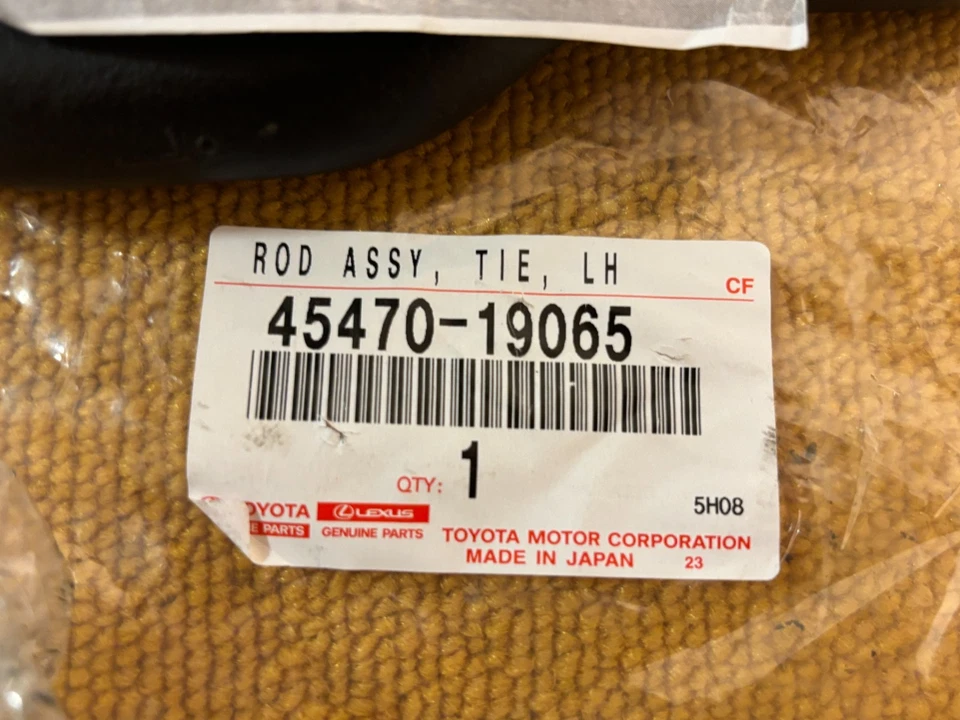 ROD ASSY, TIE, LH
CF
45470-19065
QTY: 1
5H08
OYOTA LEXUS
E PARTS GENUINE PARTS
TOYOTA MOTOR CORPORATION
MADE IN JAPAN 23